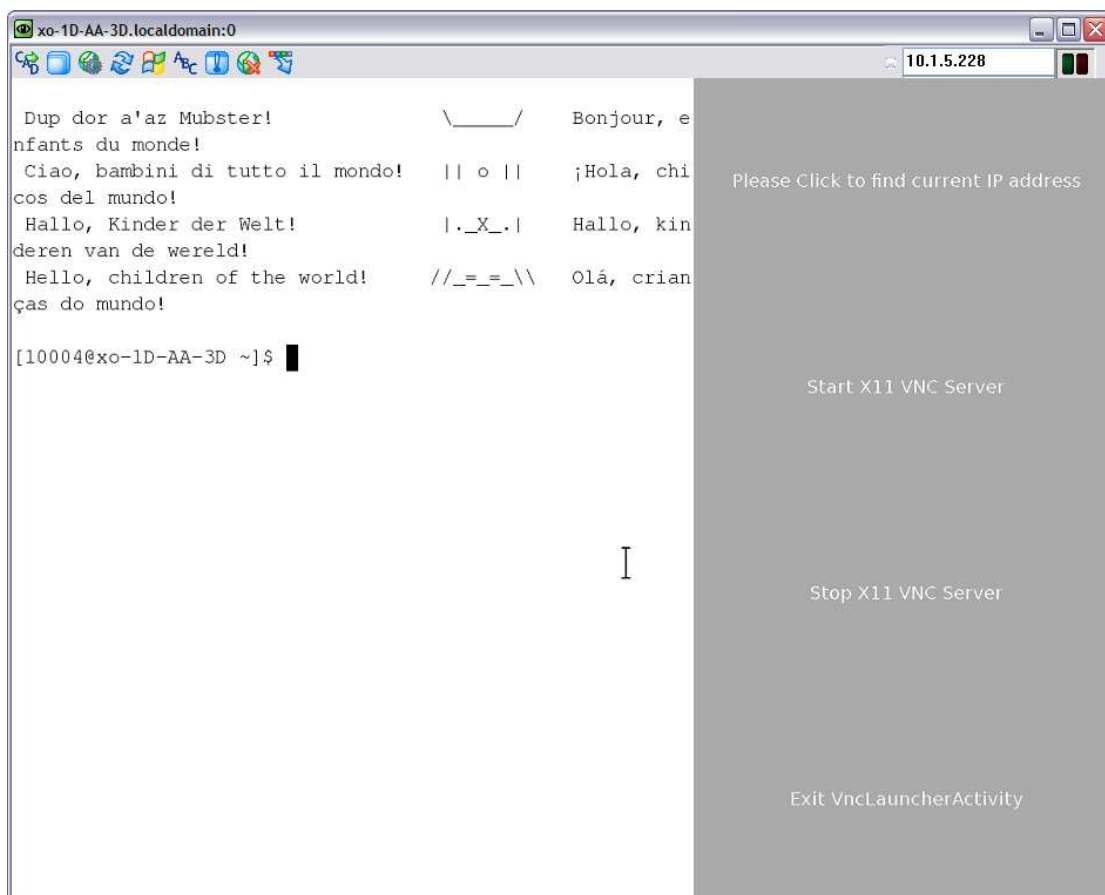 xo-1D-AA-3D.localdomain:0
10.1.5.228
Dup dor a'az Mubster!                \_____/    Bonjour, e
nfants du monde!
Ciao, bambini di tutto il mondo!   || o ||    ¡Hola, chi
cos del mundo!
Hallo, Kinder der Welt!            |._X_.|    Hallo, kin
deren van de wereld!
Hello, children of the world!     //_=_=_\\   Olá, crian
ças do mundo!
[10004@xo-1D-AA-3D ~]$
Please Click to find current IP address
Start X11 VNC Server
Stop X11 VNC Server
Exit VncLauncherActivity